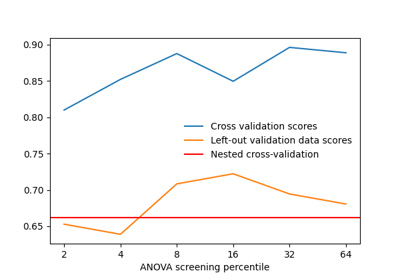 0.90
0.85
0.80
0.75
0.70
0.65
Cross validation scores
Left-out validation data scores
Nested cross-validation
2 4 8 16 32 64
ANOVA screening percentile